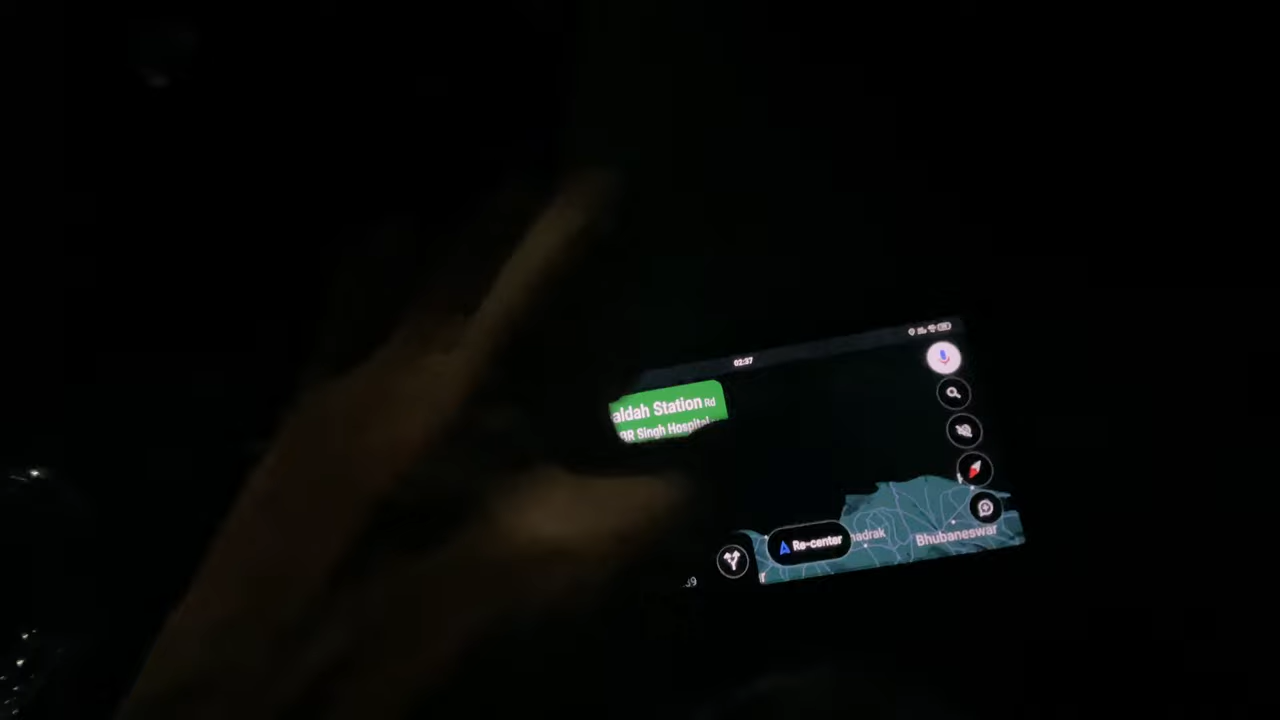 02:37
aldah Station Rd
BR Singh Hospital
Re-center
hadrak
Bhubaneswar